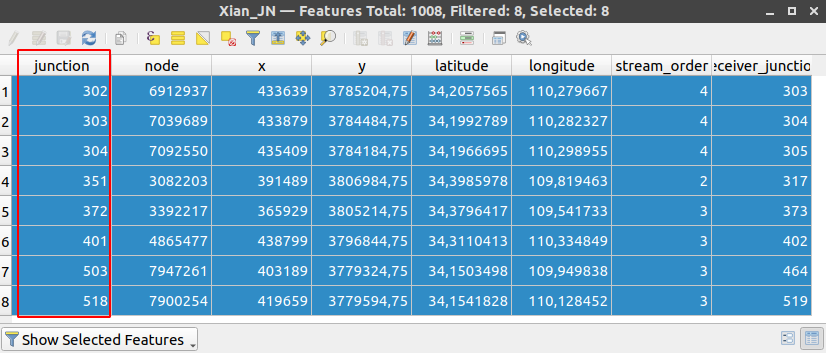 Xian_JN — Features Total: 1008, Filtered: 8, Selected: 8
junction node x y latitude longitude stream_order eceiver_junctio
1 302 6912937 433639 3785204,75 34,2057565 110,279667 4 303
2 303 7039689 433879 3784484,75 34,1992789 110,282327 4 304
3 304 7092550 435409 3784184,75 34,1966695 110,298955 4 305
4 351 3082203 391489 3806984,75 34,3985978 109,819463 2 317
5 372 3392217 365929 3805214,75 34,3796417 109,541733 3 373
6 401 4865477 438799 3796844,75 34,3110413 110,334849 3 402
7 503 7947261 403189 3779324,75 34,1503498 109,949838 3 464
8 518 7900254 419659 3779594,75 34,1541828 110,128452 3 519
Show Selected Features